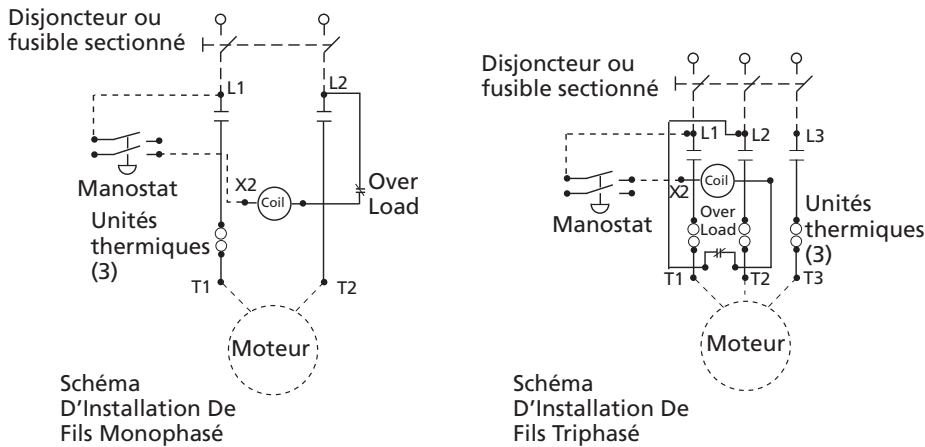 Disjoncteur ou
fusible sectionné
L1
L2
Manostat
X2
Coil
Over
Load
Unités
thermiques
(3)
T1
T2
Moteur
Schéma
D'Installation De
Fils Monophasé
Disjoncteur ou
fusible sectionné
L1
L2
L3
X2
Coil
Manostat
Over
Load
Unités
thermiques
(3)
T1
T2
T3
Moteur
Schéma
D'Installation De
Fils Triphasé